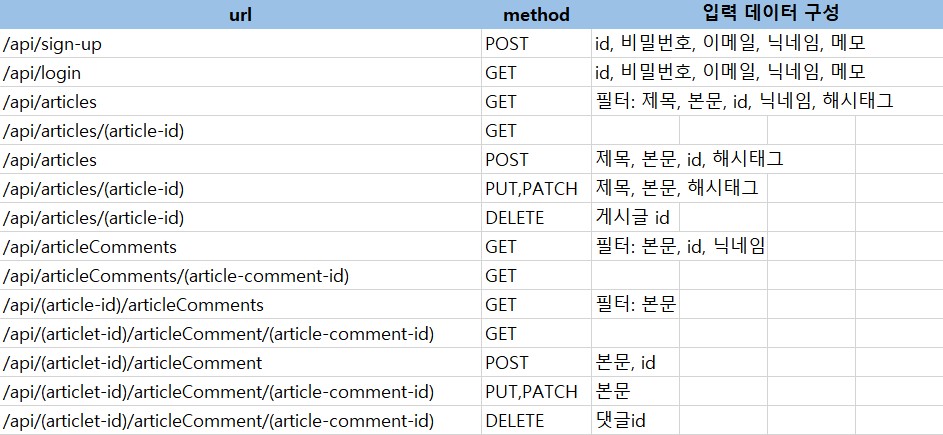 url method 입력 데이터 구성
/api/sign-up POST id, 비밀번호, 이메일, 닉네임, 메모
/api/login GET id, 비밀번호, 이메일, 닉네임, 메모
/api/articles GET 필터: 제목, 본문, id, 닉네임, 해시태그
/api/articles/(article-id) GET
/api/articles POST 제목, 본문, id, 해시태그
/api/articles/(article-id) PUT,PATCH 제목, 본문, 해시태그
/api/articles/(article-id) DELETE 게시글 id
/api/articleComments GET 필터: 본문, id, 닉네임
/api/articleComments/(article-comment-id) GET
/api/(article-id)/articleComments GET 필터: 본문
/api/(articlet-id)/articleComment/(article-comment-id) GET
/api/(articlet-id)/articleComment POST 본문, id
/api/(articlet-id)/articleComment/(article-comment-id) PUT,PATCH 본문
/api/(articlet-id)/articleComment/(article-comment-id) DELETE 댓글id